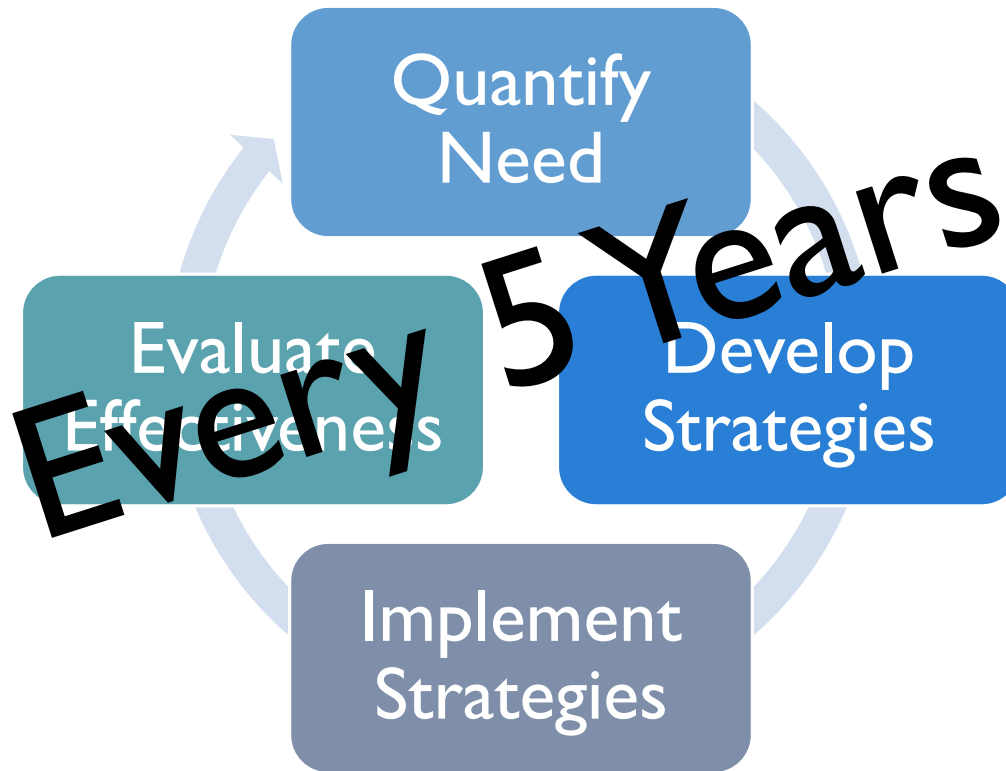 Quantify
Need
Every 5 Years
Evaluate
Effectiveness
Develop
Strategies
Implement
Strategies